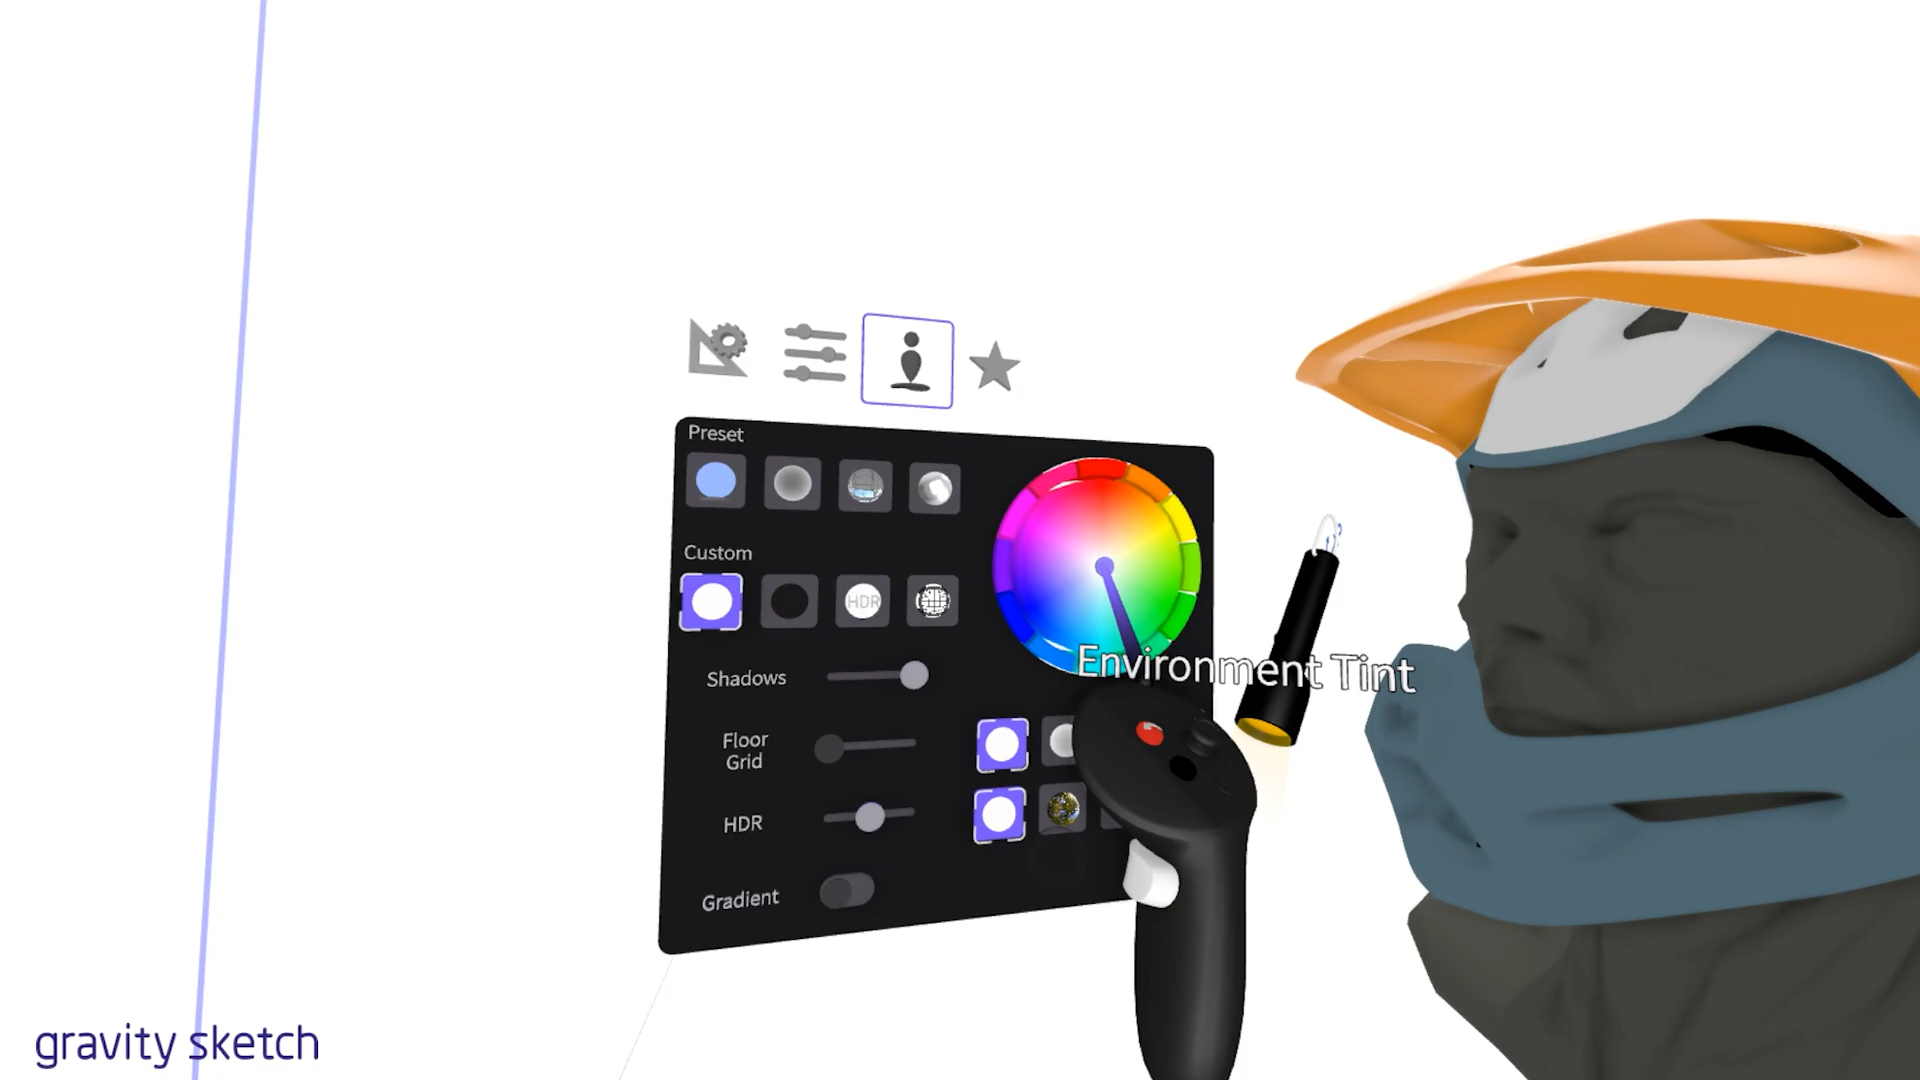 Preset
Custom
HDR
Shadows
Environment Tint
Floor
Grid
HDR
Gradient
gravity sketch